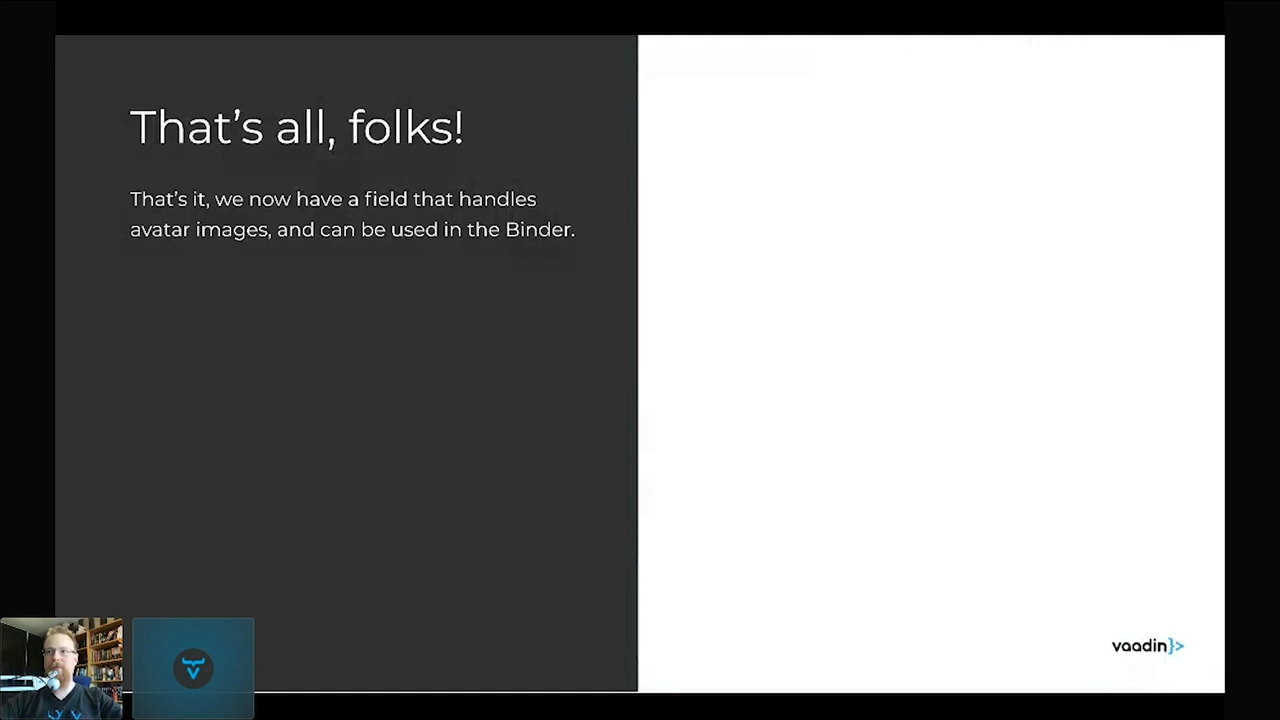 That's all, folks!
That's it, we now have a field that handles
avatar images, and can be used in the Binder.
vaadin}>